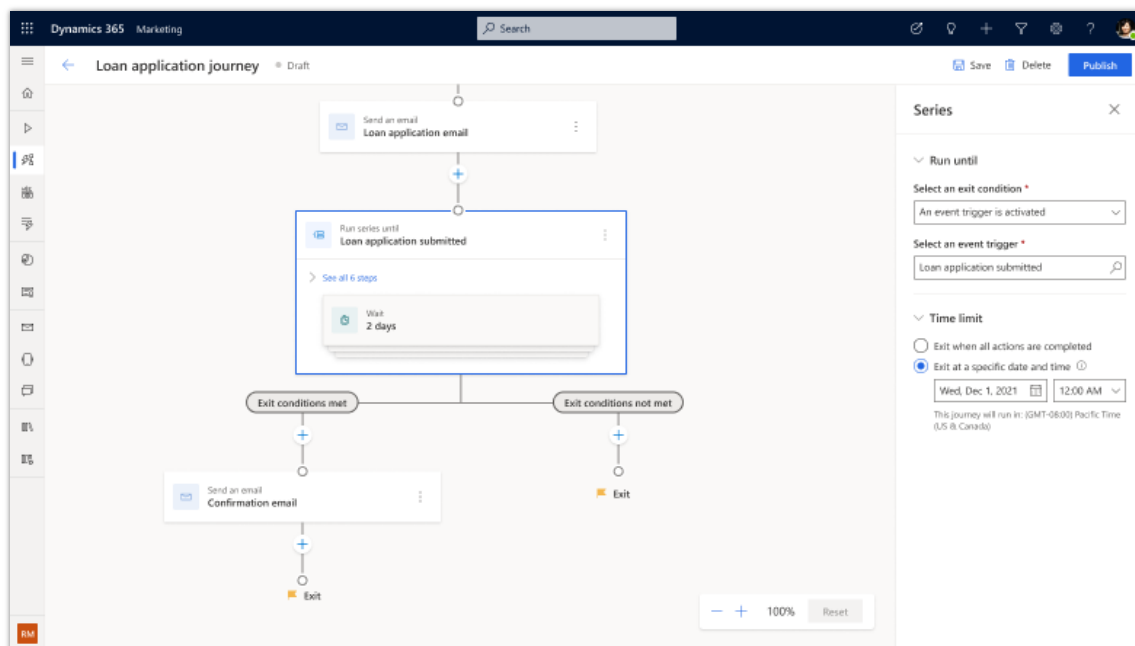 Dynamics 365 Marketing
Search
Loan application journey
Draft
Save
Delete
Publish
Send an email
Loan application email
Run series until
Loan application submitted
See all 6 steps
Wait
2 days
Exit conditions met
Exit conditions not met
Send an email
Confirmation email
Exit
Exit
100%
Reset
RM
Series
Run until
Select an exit condition *
An event trigger is activated
Select an event trigger *
Loan application submitted
Time limit
Exit when all actions are completed
Exit at a specific date and time
Wed, Dec 1, 2021
12:00 AM
This journey will run in: (GMT-08:00) Pacific Time
(US & Canada)